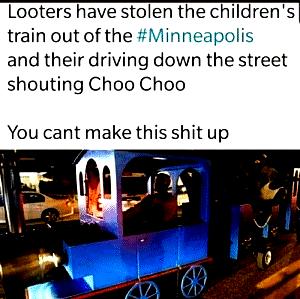 Looters have stolen the children's
train out of the #Minneapolis
and their driving down the street
shouting Choo Choo
You cant make this shit up